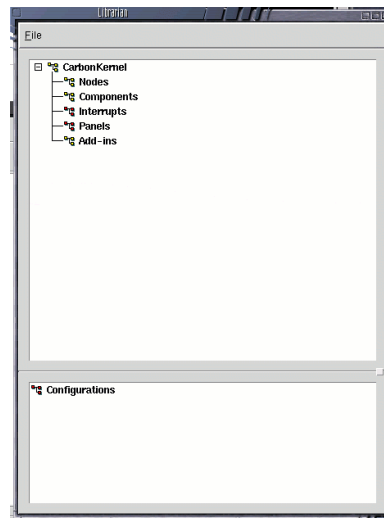 Librarian
File
CarbonKernel
Nodes
Components
Interrupts
Panels
Add-ins
Configurations